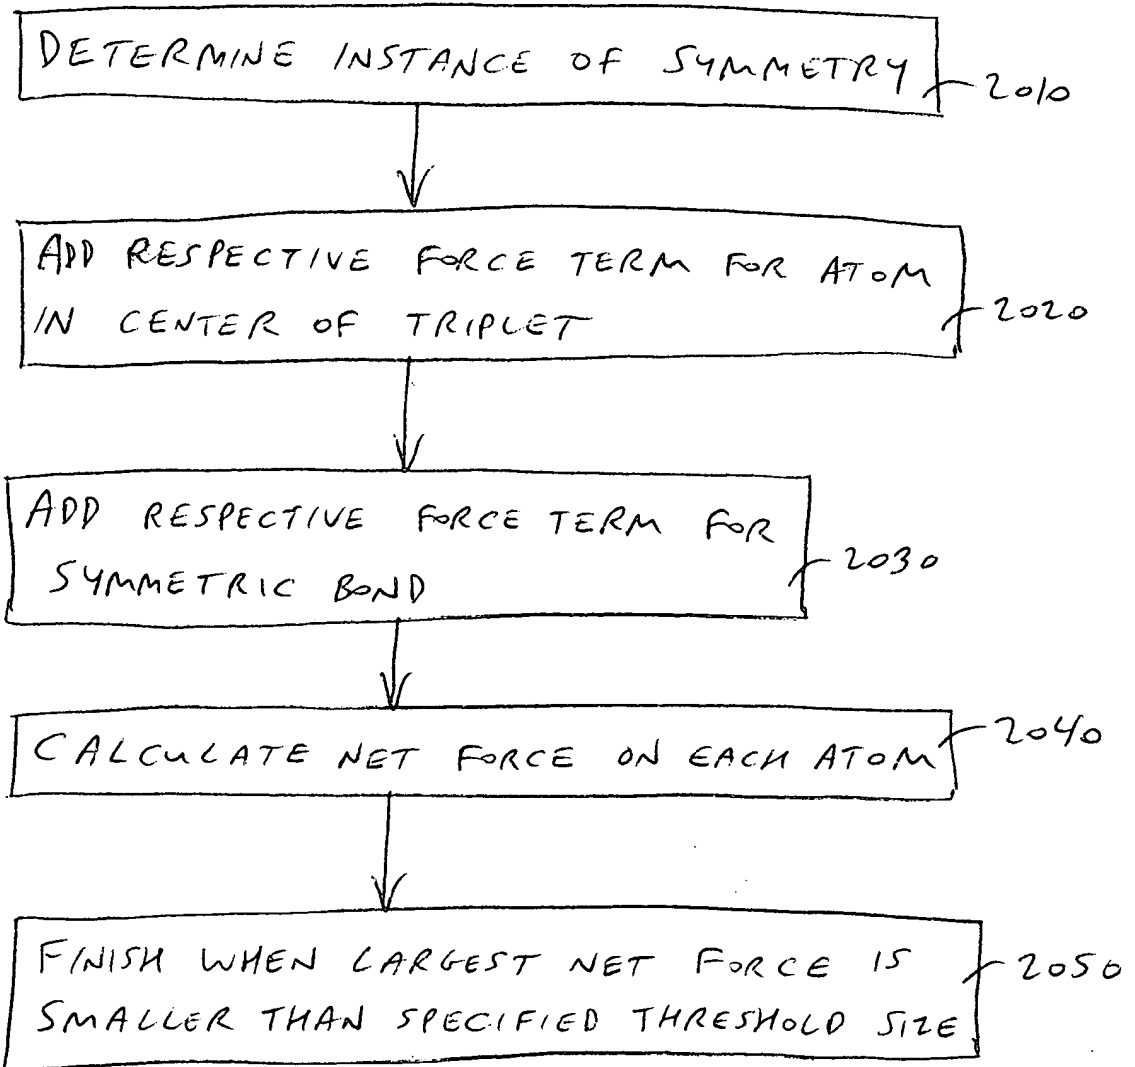 DETERMINE INSTANCE OF SYMMETRY
2010
ADD RESPECTIVE FORCE TERM FOR ATOM
IN CENTER OF TRIPLET
2020
ADD RESPECTIVE FORCE TERM FOR
SYMMETRIC BOND
2030
CALCULATE NET FORCE ON EACH ATOM
2040
FINISH WHEN LARGEST NET FORCE IS
SMALLER THAN SPECIFIED THRESHOLD SIZE
2050